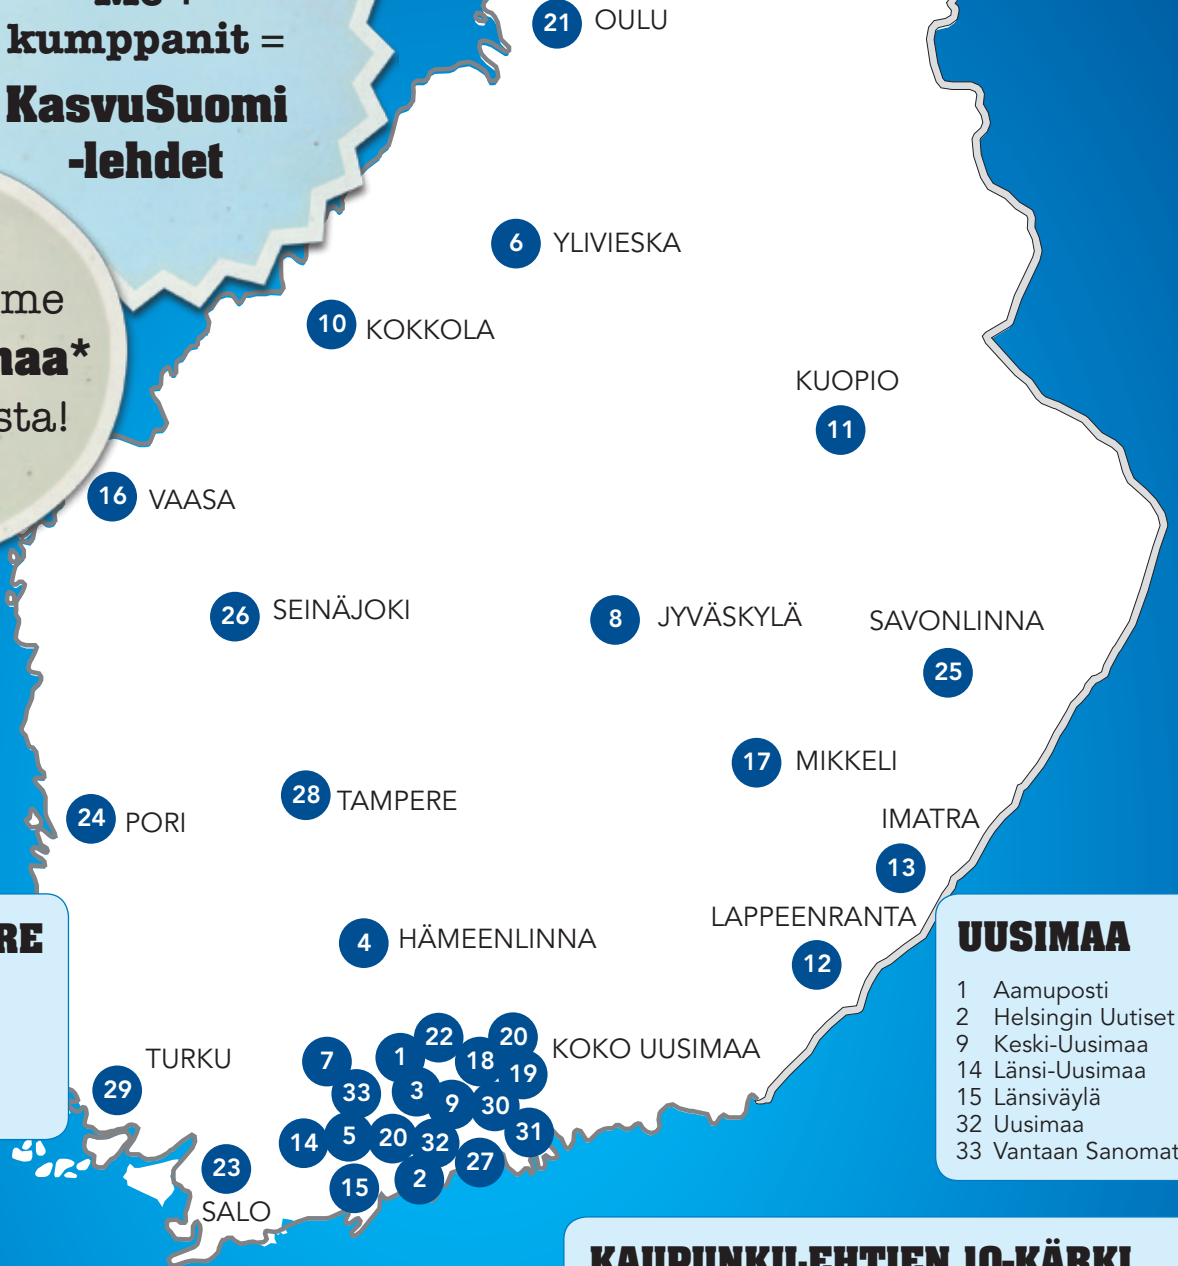 kumppanit =
KasvuSuomi
-lehdet
sta!
21 OULU
6 YLIVIESKA
10 KOKKOLA
KUOPIO
11
16 VAASA
26 SEINÄJOKI
8 JYVÄSKYLÄ
SAVONLINNA
25
17 MIKKELI
28 TAMPERE
24 PORI
IMATRA
13
LAPPEENRANTA
12
4 HÄMEENLINNA
KOKO UUSIMAA
22
20
7
1
18
19
33
3
9
30
14
5
20
32
31
27
15
2
TURKU
29
23
SALO
RE
UUSIMAA
1 Aamuposti
2 Helsingin Uutiset
9 Keski-Uusimaa
14 Länsi-Uusimaa
15 Länsiväylä
32 Uusimaa
33 Vantaan Sanomat
KAUPUNKILEHTIEN 10-KÄRKI